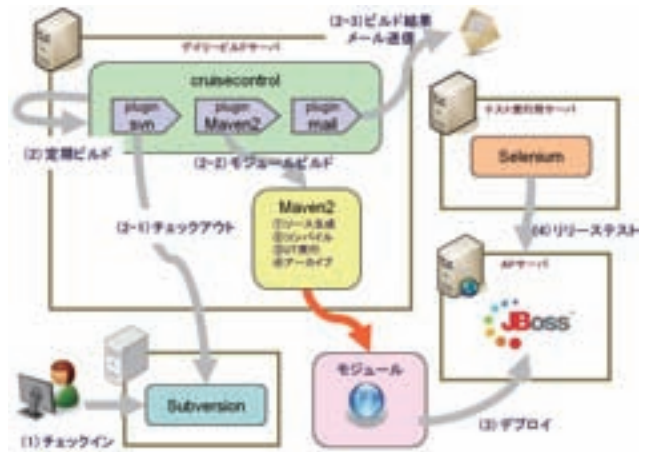 (2-3)ビルド結果
メール送信
デイリービルドサーバ
cruisecontrol
plugin
svn
plugin
Maven2
plugin
mail
(2)定期ビルド
(2-2)モジュールビルド
テスト実行用サーバ
Selenium
(2-1)チェックアウト
Maven2
①ソース生成
②コンパイル
③UT実行
④アーカイブ
(4)リリーステスト
APサーバ
JBoss
モジュール
Subversion
(1)チェックイン
(3)デプロイ